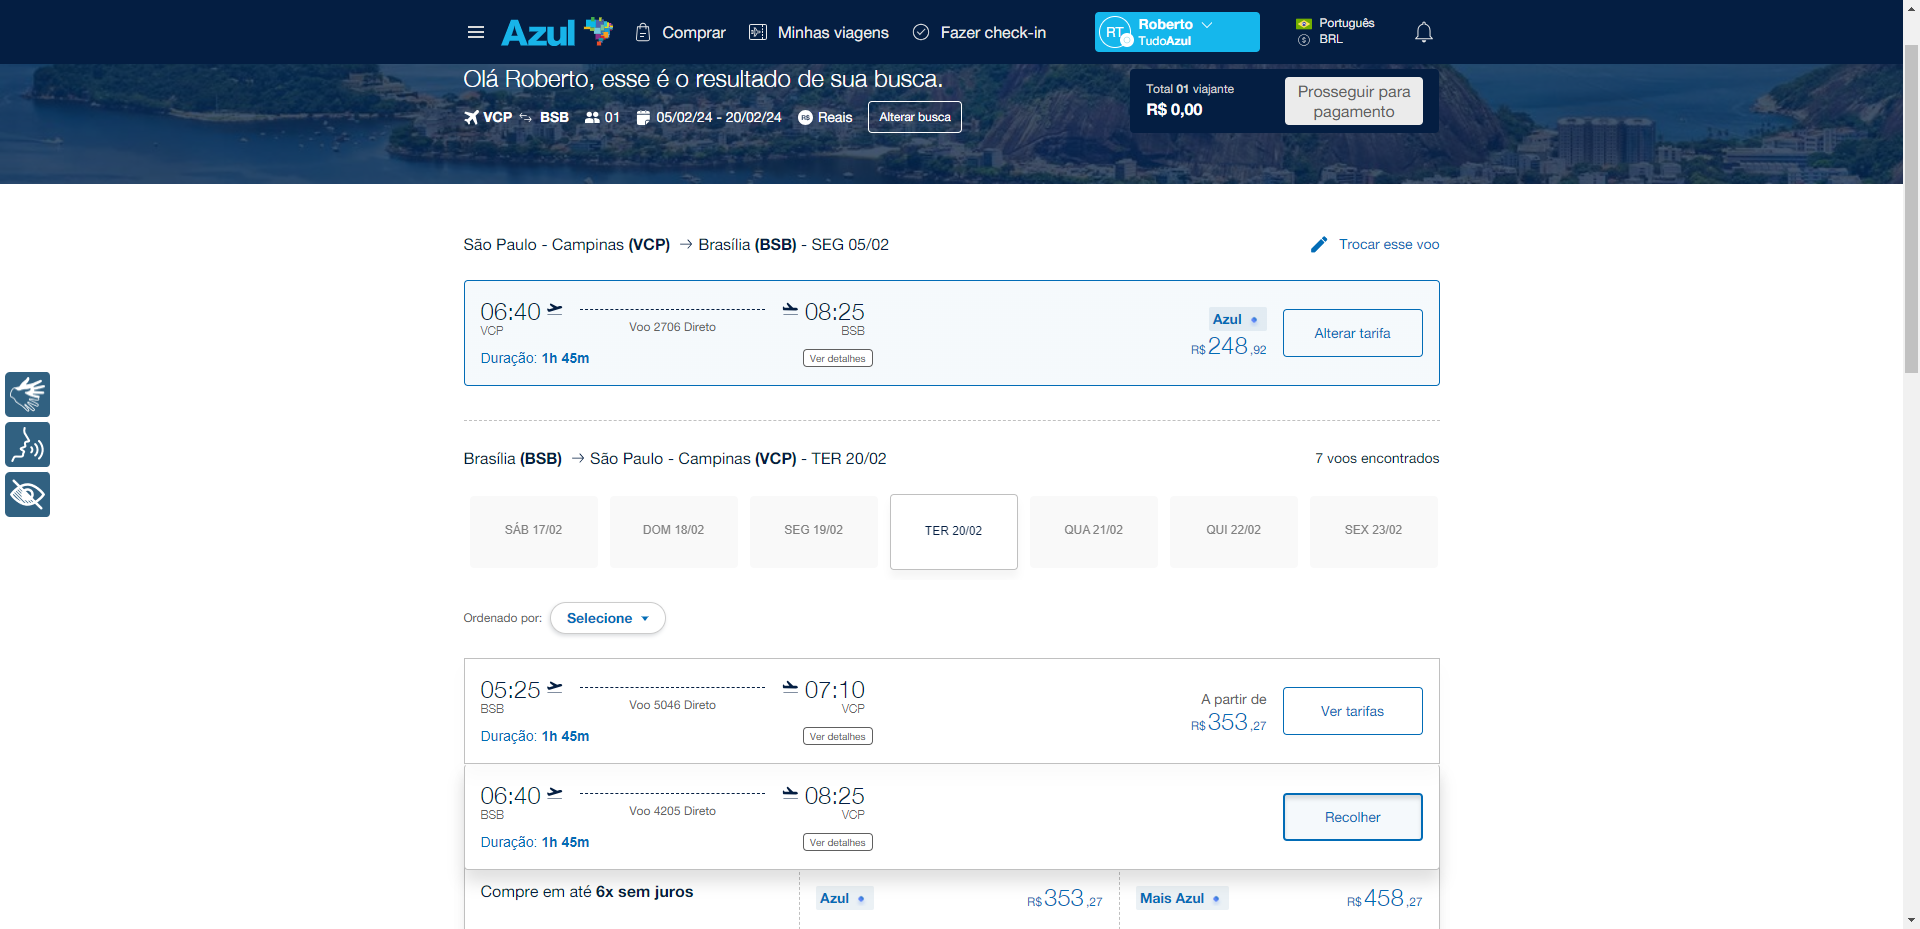 Azul
Comprar
Minhas viagens
Fazer check-in
RT
Roberto
TudoAzul
Português
BRL
Olá Roberto, esse é o resultado de sua busca.
VCP BSB 01 05/02/24 - 20/02/24 R$ Reais Alterar busca
Total 01 viajante
R$ 0,00
Prosseguir para
pagamento
São Paulo - Campinas (VCP) → Brasília (BSB) - SEG 05/02
Trocar esse voo
06:40 08:25
Voo 2706 Direto
VCP BSB
Duração: 1h 45m
Ver detalhes
Azul
R$ 248,92
Alterar tarifa
Brasília (BSB) → São Paulo - Campinas (VCP) - TER 20/02
7 voos encontrados
SÁB 17/02 DOM 18/02 SEG 19/02 TER 20/02 QUA 21/02 QUI 22/02 SEX 23/02
Ordenado por: Selecione
05:25 07:10
Voo 5046 Direto
BSB VCP
Duração: 1h 45m
Ver detalhes
A partir de
R$ 353,27
Ver tarifas
06:40 08:25
Voo 4205 Direto
BSB VCP
Duração: 1h 45m
Ver detalhes
Recolher
Compre em até 6x sem juros
Azul R$ 353,27
Mais Azul R$ 458,27